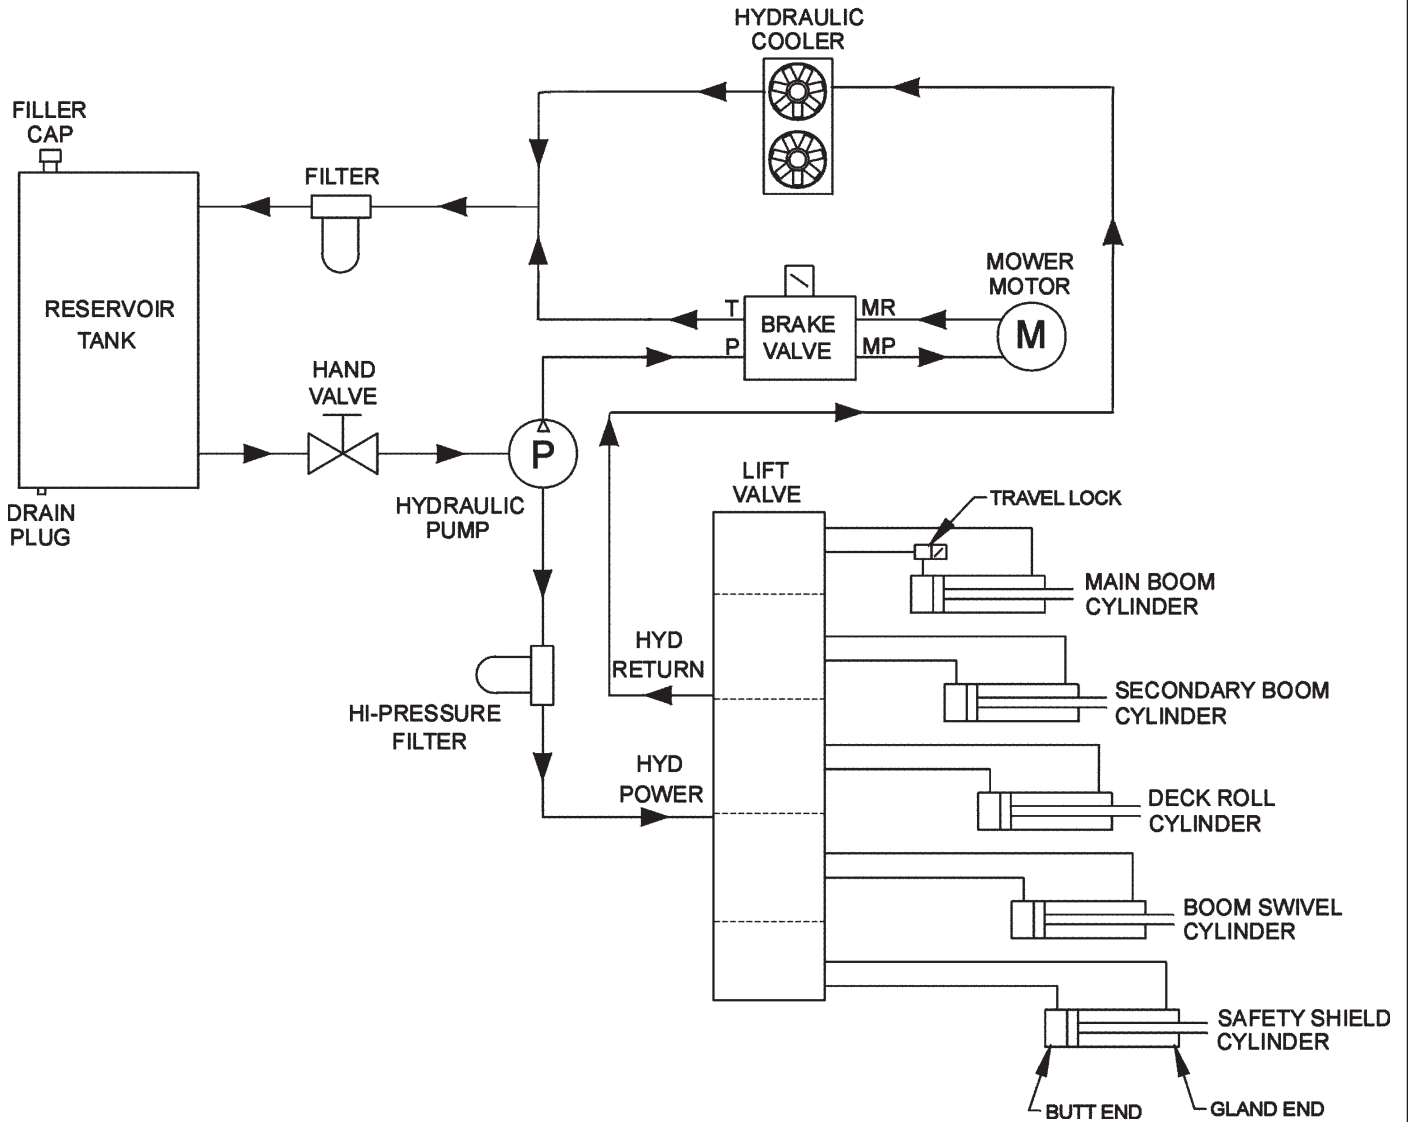 HYDRAULIC
COOLER
FILLER
CAP
FILTER
RESERVOIR
TANK
MOWER
MOTOR
T
P
BRAKE
VALVE
MR
MP
M
HAND
VALVE
P
HYDRAULIC
PUMP
DRAIN
PLUG
LIFT
VALVE
TRAVEL LOCK
MAIN BOOM
CYLINDER
HYD
RETURN
SECONDARY BOOM
CYLINDER
HI-PRESSURE
FILTER
HYD
POWER
DECK ROLL
CYLINDER
BOOM SWIVEL
CYLINDER
SAFETY SHIELD
CYLINDER
BUTT END
GLAND END